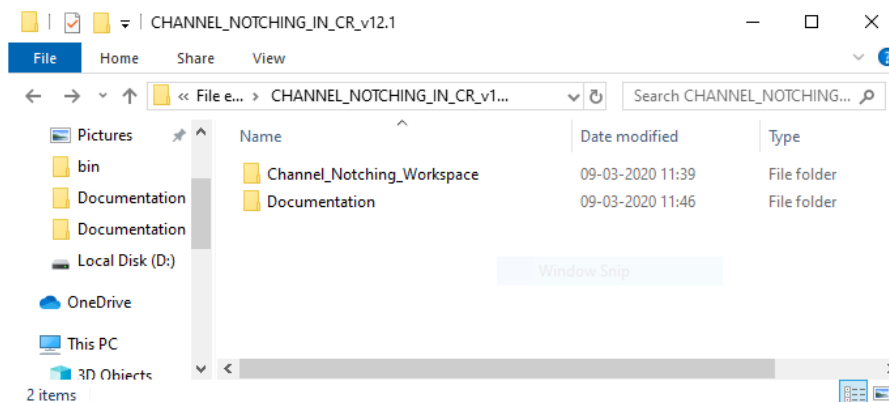 CHANNEL_NOTCHING_IN_CR_v12.1
File Home Share View
« File e... › CHANNEL_NOTCHING_IN_CR_v1... Search CHANNEL_NOTCHING...
Pictures
bin
Documentation
Documentation
Local Disk (D:)
OneDrive
This PC
3D Objects
Name Date modified Type
Channel_Notching_Workspace 09-03-2020 11:39 File folder
Documentation 09-03-2020 11:46 File folder
Window Snip
2 items